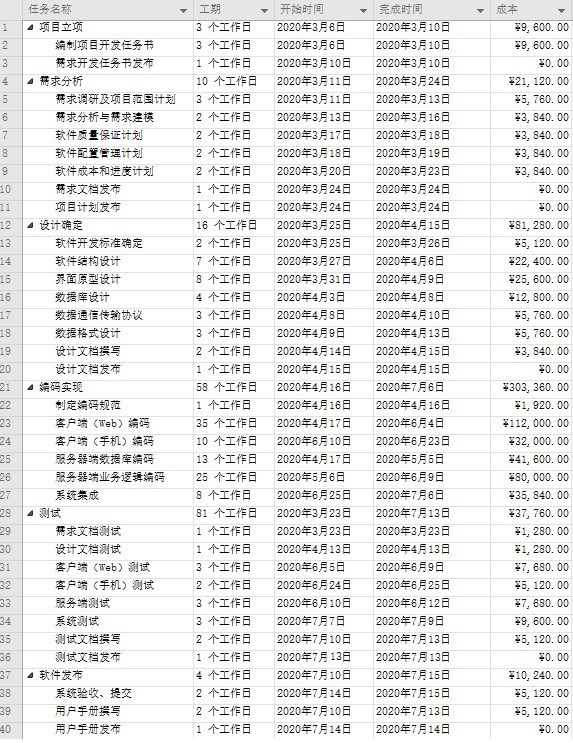 任务名称 工期 开始时间 完成时间 成本
1 项目立项 3 个工作日 2020年3月6日 2020年3月10日 ¥9,600.00
2 编制项目开发任务书 3 个工作日 2020年3月6日 2020年3月10日 ¥9,600.00
3 需求开发任务书发布 1 个工作日 2020年3月10日 2020年3月10日 ¥0.00
4 需求分析 10 个工作日 2020年3月11日 2020年3月24日 ¥21,120.00
5 需求调研及项目范围计划 3 个工作日 2020年3月11日 2020年3月13日 ¥5,760.00
6 需求分析与需求建模 2 个工作日 2020年3月13日 2020年3月16日 ¥3,840.00
7 软件质量保证计划 2 个工作日 2020年3月17日 2020年3月18日 ¥3,840.00
8 软件配置管理计划 2 个工作日 2020年3月18日 2020年3月19日 ¥3,840.00
9 软件成本和进度计划 2 个工作日 2020年3月20日 2020年3月23日 ¥3,840.00
10 需求文档发布 1 个工作日 2020年3月24日 2020年3月24日 ¥0.00
11 项目计划发布 1 个工作日 2020年3月24日 2020年3月24日 ¥0.00
12 设计确定 16 个工作日 2020年3月25日 2020年4月15日 ¥81,280.00
13 软件开发标准确定 2 个工作日 2020年3月25日 2020年3月26日 ¥5,120.00
14 软件结构设计 7 个工作日 2020年3月27日 2020年4月6日 ¥22,400.00
15 界面原型设计 8 个工作日 2020年3月31日 2020年4月9日 ¥25,600.00
16 数据库设计 4 个工作日 2020年4月3日 2020年4月8日 ¥12,800.00
17 数据通信传输协议 3 个工作日 2020年4月8日 2020年4月10日 ¥5,760.00
18 数据格式设计 3 个工作日 2020年4月9日 2020年4月13日 ¥5,760.00
19 设计文档撰写 2 个工作日 2020年4月14日 2020年4月15日 ¥3,840.00
20 设计文档发布 1 个工作日 2020年4月15日 2020年4月15日 ¥0.00
21 编码实现 58 个工作日 2020年4月16日 2020年7月6日 ¥303,360.00
22 制定编码规范 1 个工作日 2020年4月16日 2020年4月16日 ¥1,920.00
23 客户端（Web）编码 35 个工作日 2020年4月17日 2020年6月4日 ¥112,000.00
24 客户端（手机）编码 10 个工作日 2020年6月10日 2020年6月23日 ¥32,000.00
25 服务器端数据库编码 13 个工作日 2020年4月17日 2020年5月5日 ¥41,600.00
26 服务器端业务逻辑编码 25 个工作日 2020年5月6日 2020年6月9日 ¥80,000.00
27 系统集成 8 个工作日 2020年6月25日 2020年7月6日 ¥35,840.00
28 测试 81 个工作日 2020年3月23日 2020年7月13日 ¥37,760.00
29 需求文档测试 1 个工作日 2020年3月23日 2020年3月23日 ¥1,280.00
30 设计文档测试 1 个工作日 2020年4月13日 2020年4月13日 ¥1,280.00
31 客户端（Web）测试 3 个工作日 2020年6月5日 2020年6月9日 ¥7,680.00
32 客户端（手机）测试 2 个工作日 2020年6月24日 2020年6月25日 ¥5,120.00
33 服务端测试 3 个工作日 2020年6月10日 2020年6月12日 ¥7,680.00
34 系统测试 3 个工作日 2020年7月7日 2020年7月9日 ¥9,600.00
35 测试文档撰写 2 个工作日 2020年7月10日 2020年7月13日 ¥5,120.00
36 测试文档发布 1 个工作日 2020年7月13日 2020年7月13日 ¥0.00
37 软件发布 4 个工作日 2020年7月10日 2020年7月15日 ¥10,240.00
38 系统验收、提交 2 个工作日 2020年7月14日 2020年7月15日 ¥5,120.00
39 用户手册撰写 2 个工作日 2020年7月10日 2020年7月13日 ¥5,120.00
40 用户手册发布 1 个工作日 2020年7月14日 2020年7月14日 ¥0.00